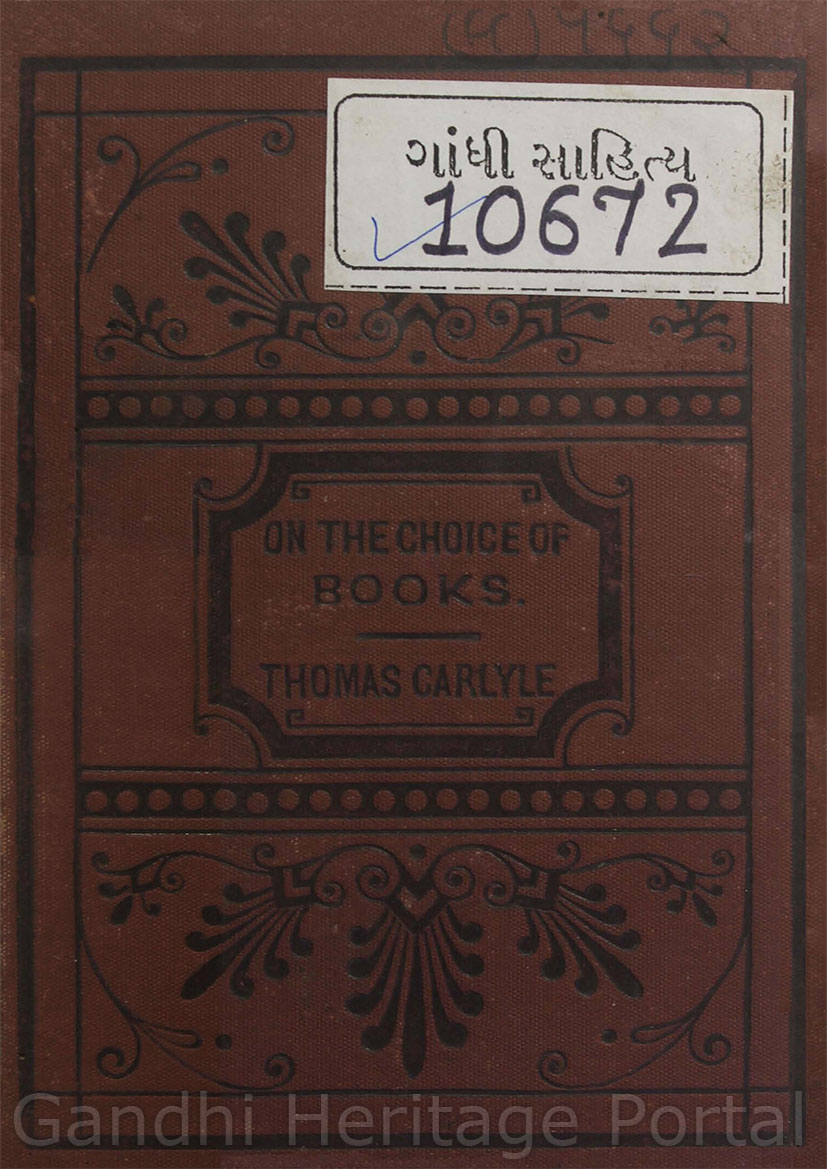 ગાંધી સાહિત્ય
10672
ON THE CHOICE OF
BOOKS.
THOMAS CARLYLE
Gandhi Heritage Portal